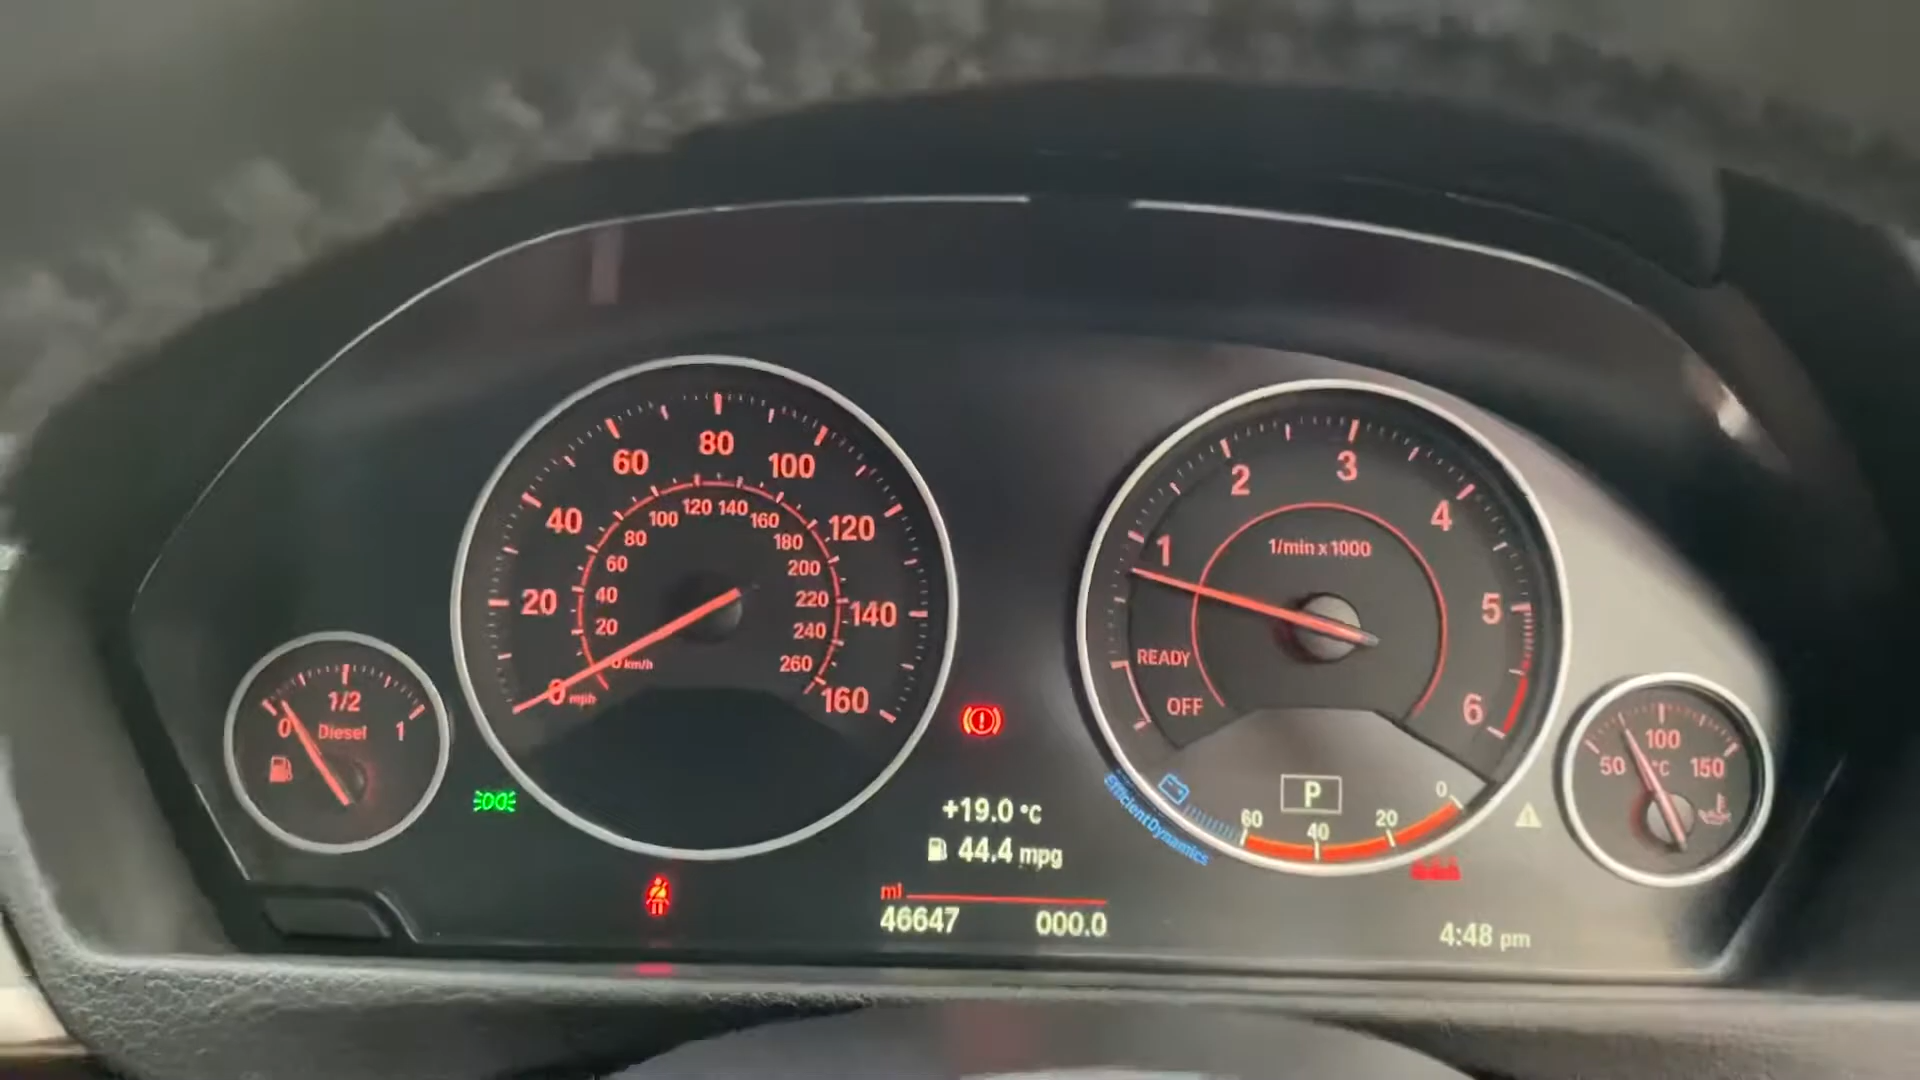 80
60
100
40
120
20
140
0 mph
160
120
140
100
160
80
180
60
200
40
220
20
240
0 km/h
260
1/2
0
Diesel
1
3
2
4
1
1/min x 1000
5
READY
OFF
6
P
0
60
20
40
EfficientDynamics
100
50
°C
150
+19.0 °C
44.4 mpg
mi
46647 000.0
4:48 pm